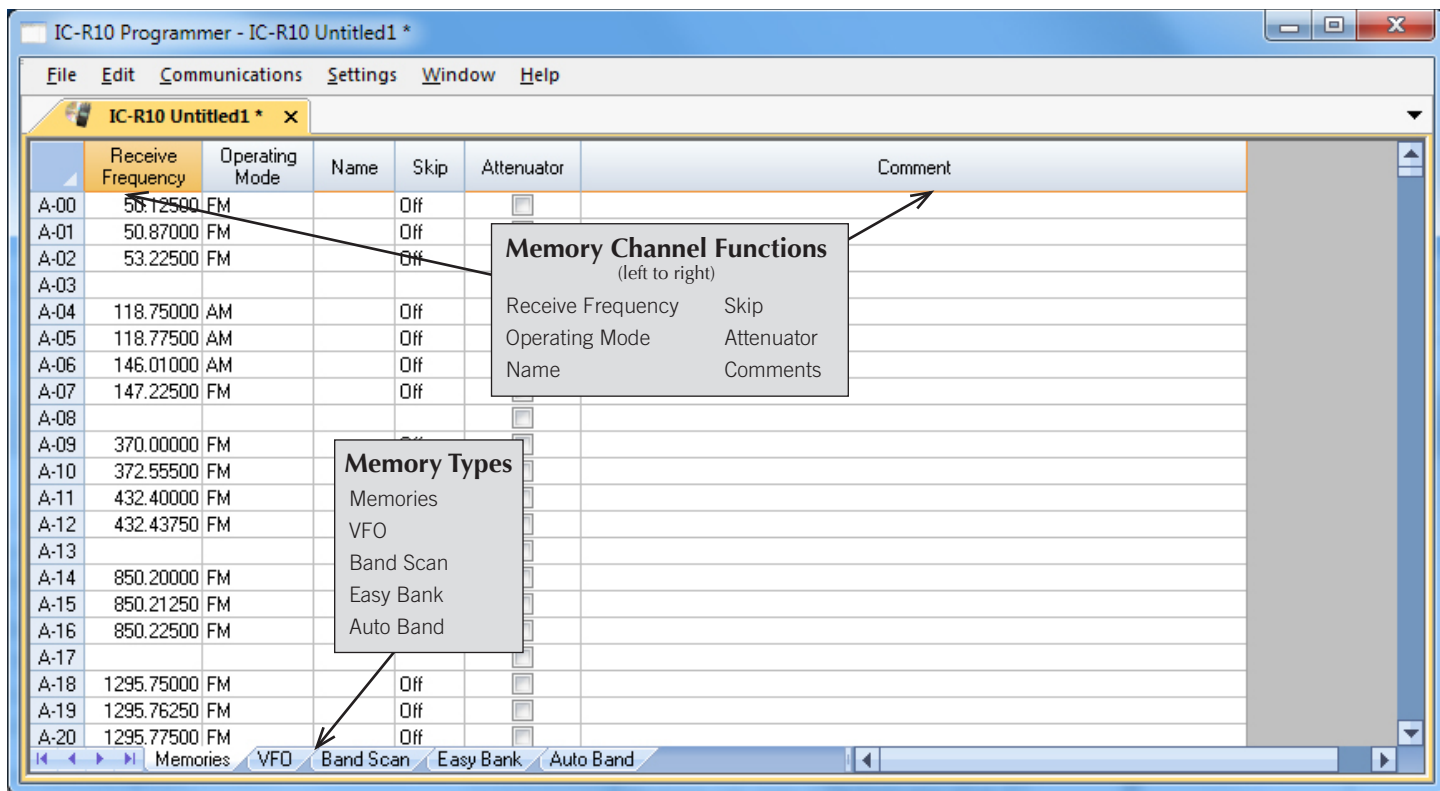 IC-R10 Programmer - IC-R10 Untitled1 *
File Edit Communications Settings Window Help
IC-R10 Untitled1 * x
Receive Frequency Operating Mode Name Skip Attenuator Comment
A-00 50.12500 FM Off
A-01 50.87000 FM Off
A-02 53.22500 FM Off
A-03
A-04 118.75000 AM Off
A-05 118.77500 AM Off
A-06 146.01000 AM Off
A-07 147.22500 FM Off
A-08
A-09 370.00000 FM
A-10 372.55500 FM
A-11 432.40000 FM
A-12 432.43750 FM
A-13
A-14 850.20000 FM
A-15 850.21250 FM
A-16 850.22500 FM
A-17
A-18 1295.75000 FM Off
A-19 1295.76250 FM Off
A-20 1295.77500 FM Off
Memory Channel Functions
(left to right)
Receive Frequency Skip
Operating Mode Attenuator
Name Comments
Memory Types
Memories
VFO
Band Scan
Easy Bank
Auto Band
Memories VFO Band Scan Easy Bank Auto Band